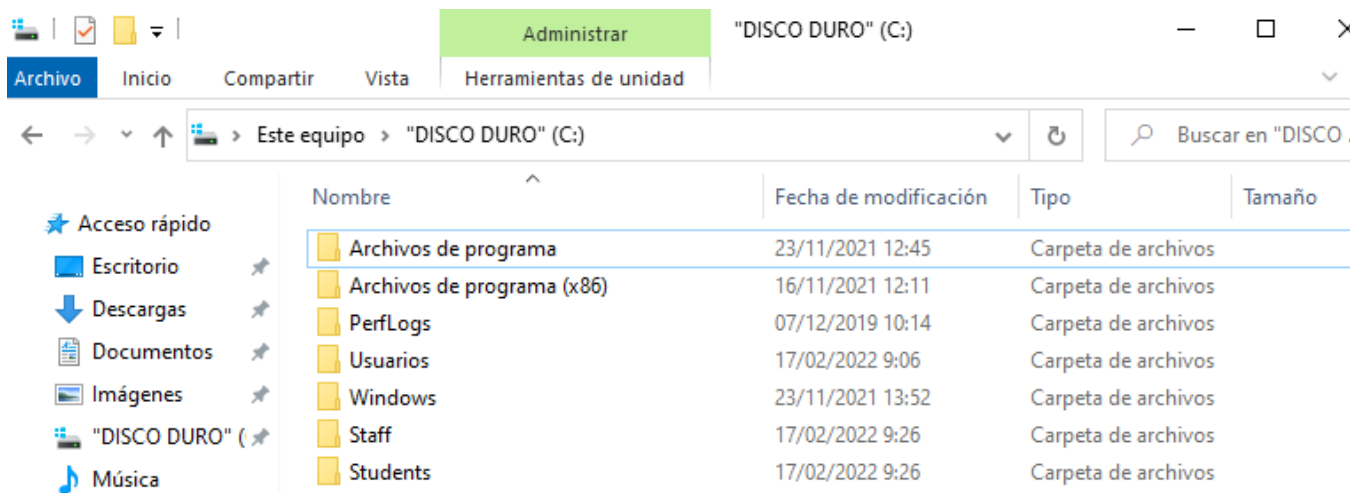 Administrar "DISCO DURO" (C:)
Archivo Inicio Compartir Vista Herramientas de unidad
Este equipo > "DISCO DURO" (C:) Buscar en "DISCO
Nombre Fecha de modificación Tipo Tamaño
Acceso rápido
Escritorio
Descargas
Documentos
Imágenes
"DISCO DURO" (
Música
Archivos de programa 23/11/2021 12:45 Carpeta de archivos
Archivos de programa (x86) 16/11/2021 12:11 Carpeta de archivos
PerfLogs 07/12/2019 10:14 Carpeta de archivos
Usuarios 17/02/2022 9:06 Carpeta de archivos
Windows 23/11/2021 13:52 Carpeta de archivos
Staff 17/02/2022 9:26 Carpeta de archivos
Students 17/02/2022 9:26 Carpeta de archivos